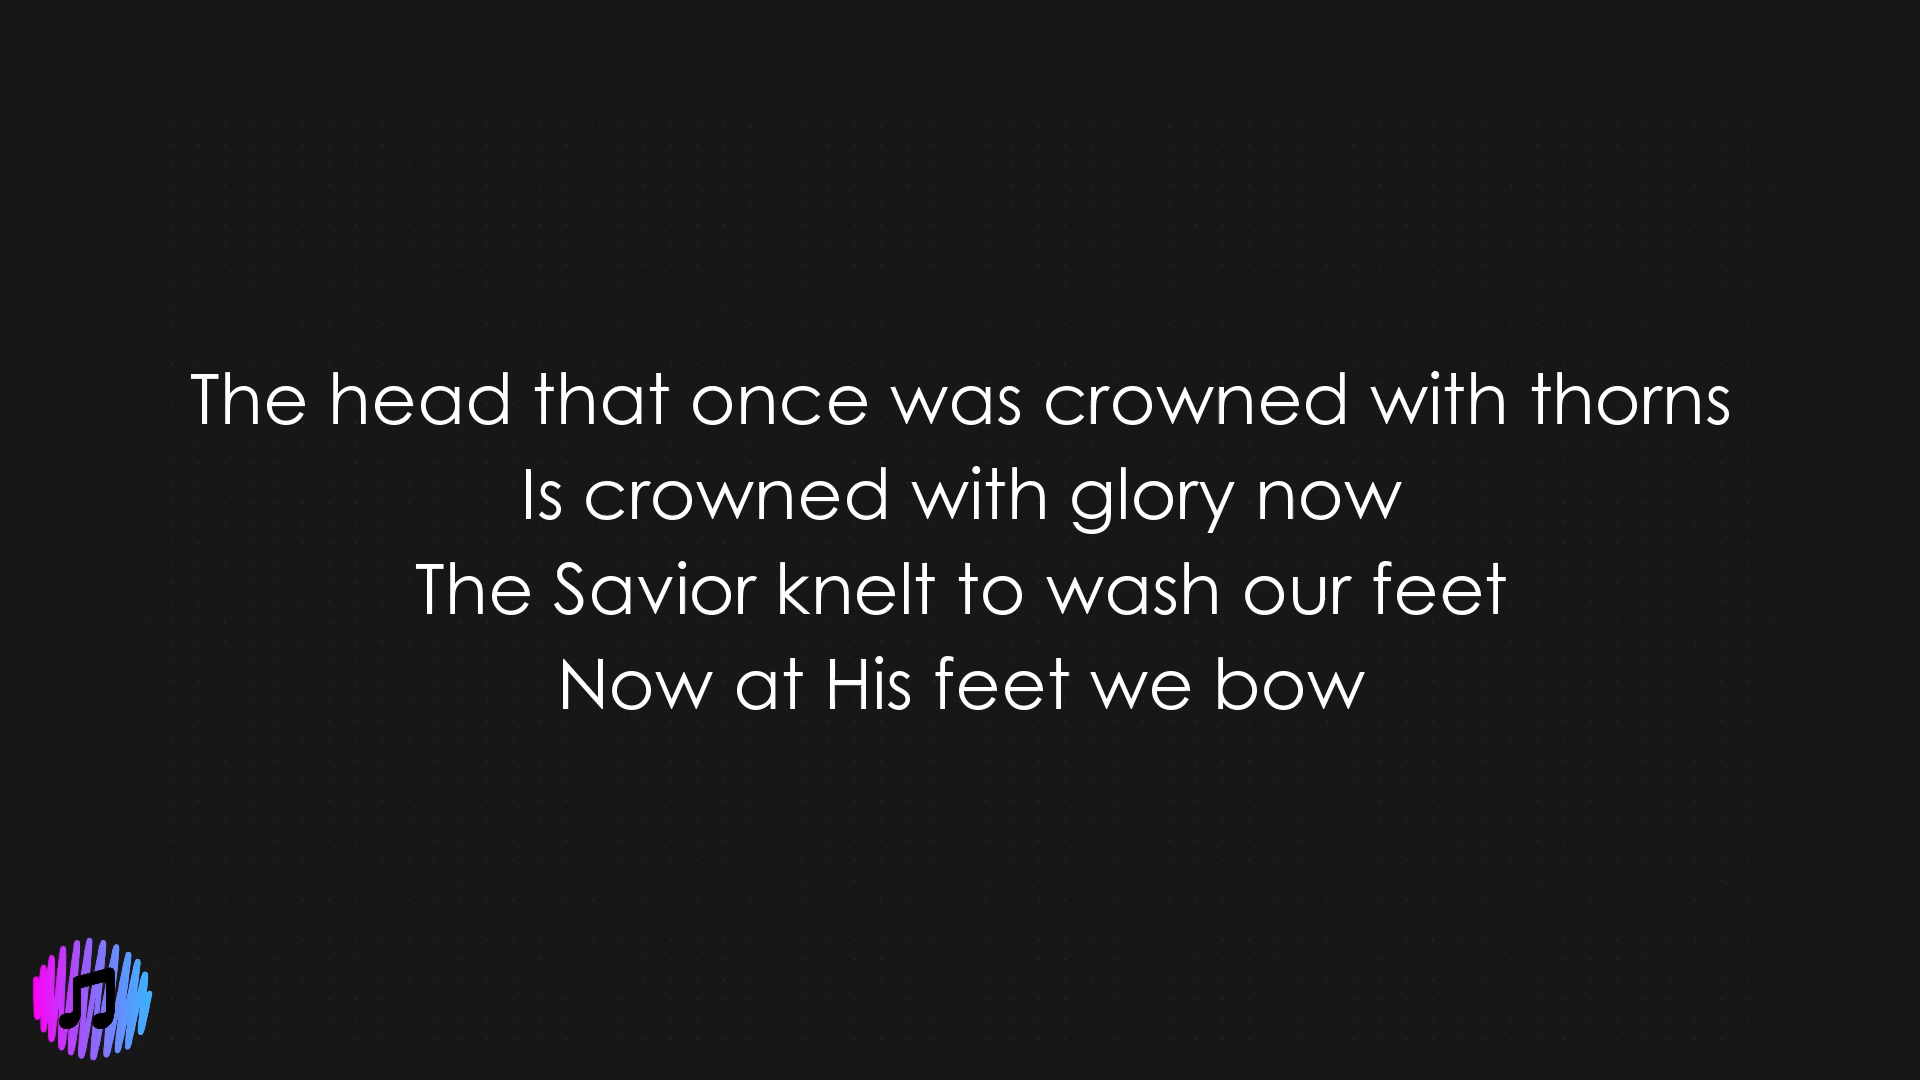 The head that once was crowned with thorns
Is crowned with glory now
The Savior knelt to wash our feet
Now at His feet we bow